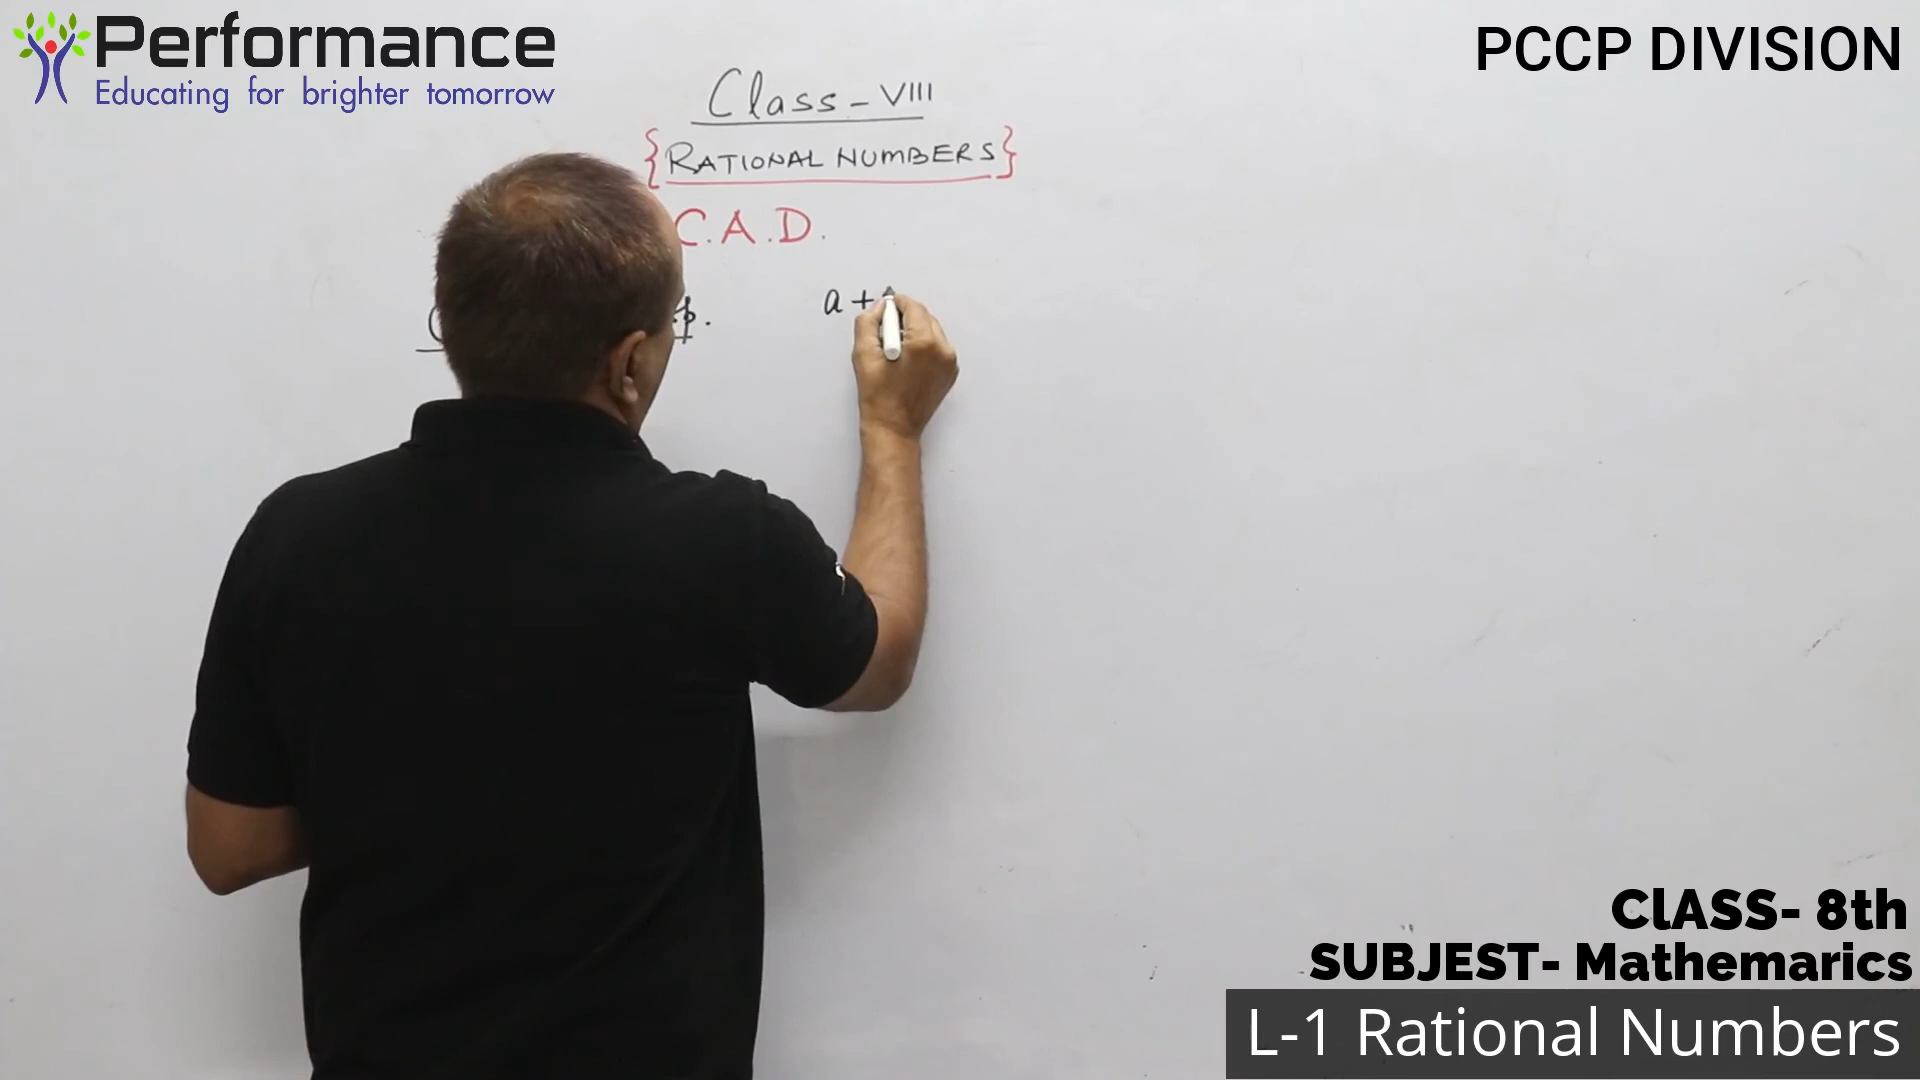 Performance
Educating for brighter tomorrow
PCCP DIVISION
Class - VIII
{RATIONAL NUMBERS}
C.A.D.
a +
ClASS- 8th
SUBJEST- Mathemarics
L-1 Rational Numbers